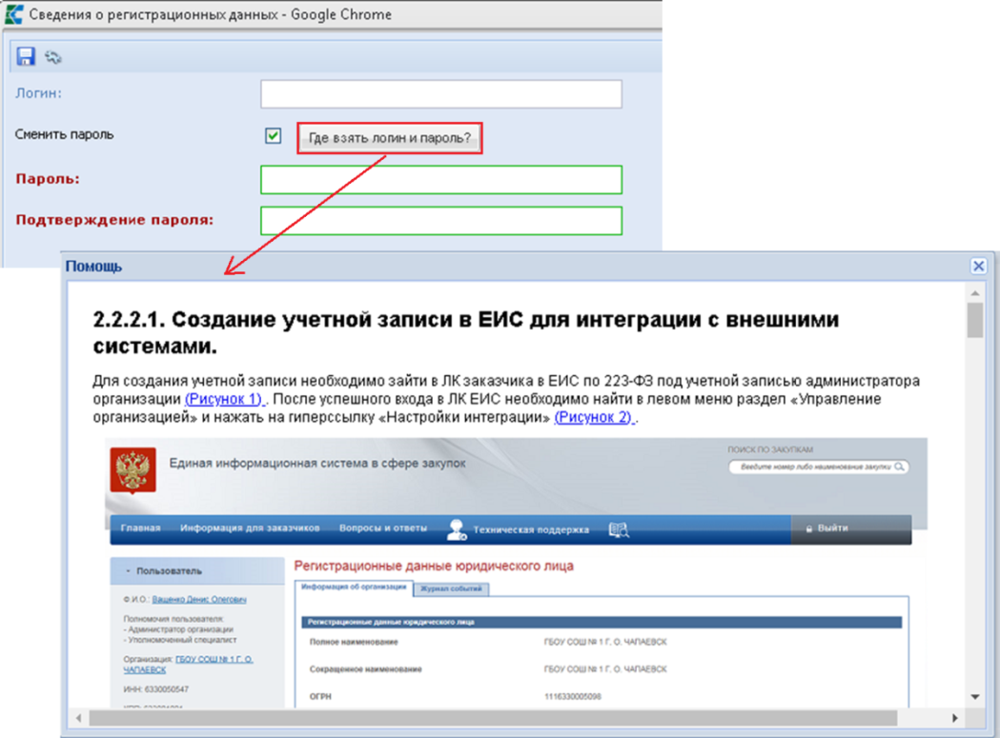 Сведения о регистрационных данных - Google Chrome
Логин:
Сменить пароль
Где взять логин и пароль?
Пароль:
Подтверждение пароля:
Помощь
2.2.2.1. Создание учетной записи в ЕИС для интеграции с внешними
системами.
Для создания учетной записи необходимо зайти в ЛК заказчика в ЕИС по 223-ФЗ под учетной записью администратора
организации (Рисунок 1) . После успешного входа в ЛК ЕИС необходимо найти в левом меню раздел «Управление
организацией» и нажать на гиперссылку «Настройки интеграции» (Рисунок 2) .
Единая информационная система в сфере закупок
ПОИСК ПО ЗАКУПКАМ
Введите номер либо наименование закупки
Главная Информация для заказчиков Вопросы и ответы Техническая поддержка Выйти
- Пользователь
Ф.И.О.: Ващенко Денис Олегович
Полномочия пользователя:
- Администратор организации
- Уполномоченный специалист
Организация: ГБОУ СОШ № 1 Г. О.
ЧАПАЕВСК
ИНН: 6330050547
Регистрационные данные юридического лица
Информация об организации Журнал событий
Регистрационные данные юридического лица
Полное наименование ГБОУ СОШ № 1 Г. О. ЧАПАЕВСК
Сокращенное наименование ГБОУ СОШ № 1 Г. О. ЧАПАЕВСК
ОГРН 1116330005098